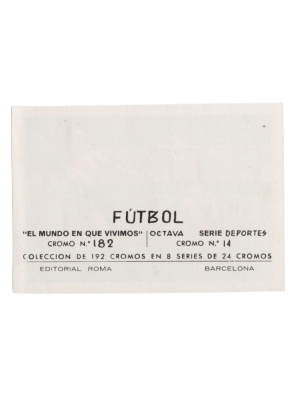 FÚTBOL
"EL MUNDO EN QUE VIVIMOS" OCTAVA SERIE DEPORTES
CROMO N.º 182 CROMO N.º 14
COLECCION DE 192 CROMOS EN 8 SERIES DE 24 CROMOS
EDITORIAL ROMA BARCELONA